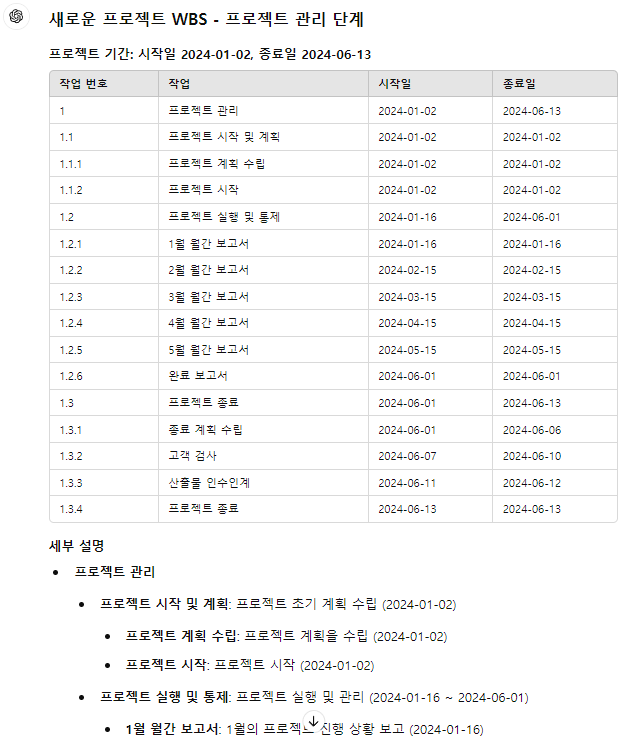 새로운 프로젝트 WBS - 프로젝트 관리 단계
프로젝트 기간: 시작일 2024-01-02, 종료일 2024-06-13
작업 번호 작업 시작일 종료일
1 프로젝트 관리 2024-01-02 2024-06-13
1.1 프로젝트 시작 및 계획 2024-01-02 2024-01-02
1.1.1 프로젝트 계획 수립 2024-01-02 2024-01-02
1.1.2 프로젝트 시작 2024-01-02 2024-01-02
1.2 프로젝트 실행 및 통제 2024-01-16 2024-06-01
1.2.1 1월 월간 보고서 2024-01-16 2024-01-16
1.2.2 2월 월간 보고서 2024-02-15 2024-02-15
1.2.3 3월 월간 보고서 2024-03-15 2024-03-15
1.2.4 4월 월간 보고서 2024-04-15 2024-04-15
1.2.5 5월 월간 보고서 2024-05-15 2024-05-15
1.2.6 완료 보고서 2024-06-01 2024-06-01
1.3 프로젝트 종료 2024-06-01 2024-06-13
1.3.1 종료 계획 수립 2024-06-01 2024-06-06
1.3.2 고객 검사 2024-06-07 2024-06-10
1.3.3 산출물 인수인계 2024-06-11 2024-06-12
1.3.4 프로젝트 종료 2024-06-13 2024-06-13
세부 설명
• 프로젝트 관리
• 프로젝트 시작 및 계획: 프로젝트 초기 계획 수립 (2024-01-02)
• 프로젝트 계획 수립: 프로젝트 계획을 수립 (2024-01-02)
• 프로젝트 시작: 프로젝트 시작 (2024-01-02)
• 프로젝트 실행 및 통제: 프로젝트 실행 및 관리 (2024-01-16 ~ 2024-06-01)
• 1월 월간 보고서: 1월의 프로젝트 진행 상황 보고 (2024-01-16)